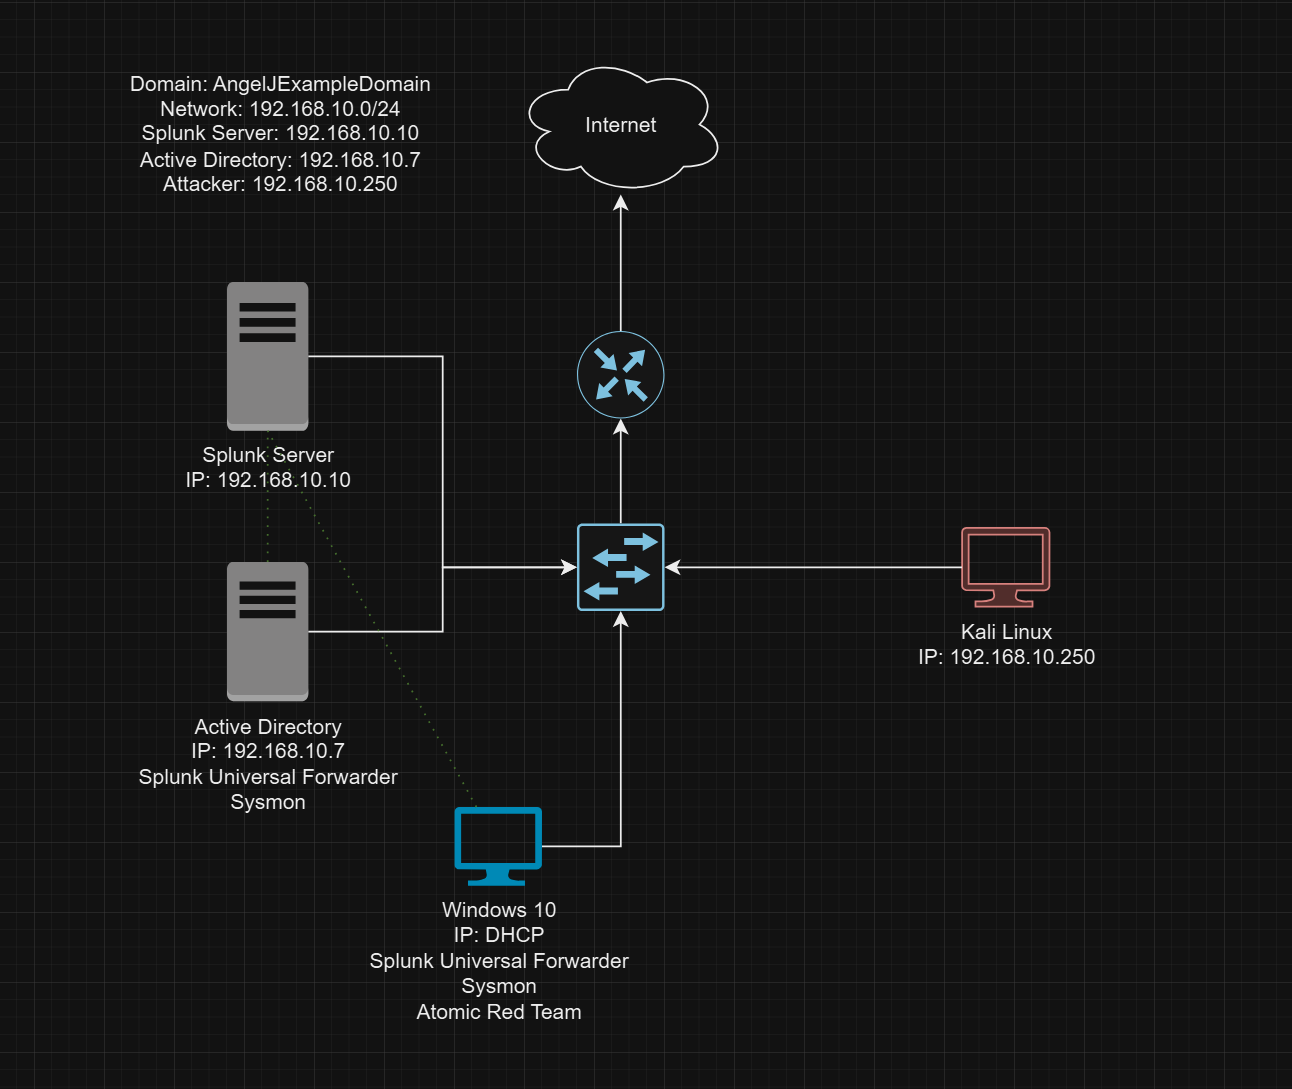 Domain: AngelJExampleDomain
Network: 192.168.10.0/24
Splunk Server: 192.168.10.10
Active Directory: 192.168.10.7
Attacker: 192.168.10.250
Internet
Splunk Server
IP: 192.168.10.10
Kali Linux
IP: 192.168.10.250
Active Directory
IP: 192.168.10.7
Splunk Universal Forwarder
Sysmon
Windows 10
IP: DHCP
Splunk Universal Forwarder
Sysmon
Atomic Red Team